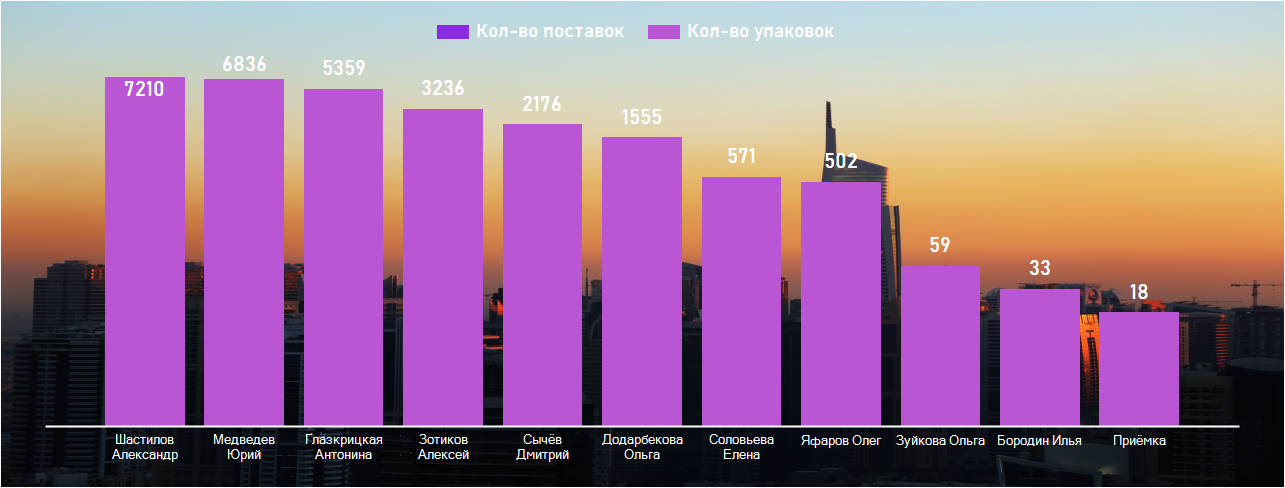 Кол-во поставок Кол-во упаковок
7210 6836 5359 3236 2176 1555 571 502 59 33 18
Шастилов Медведев Глазкрицкая Зотиков Сычёв Додарбекова Соловьева Яфаров Олег Зуйкова Ольга Бородин Илья Приёмка
Александр Юрий Антонина Алексей Дмитрий Ольга Елена